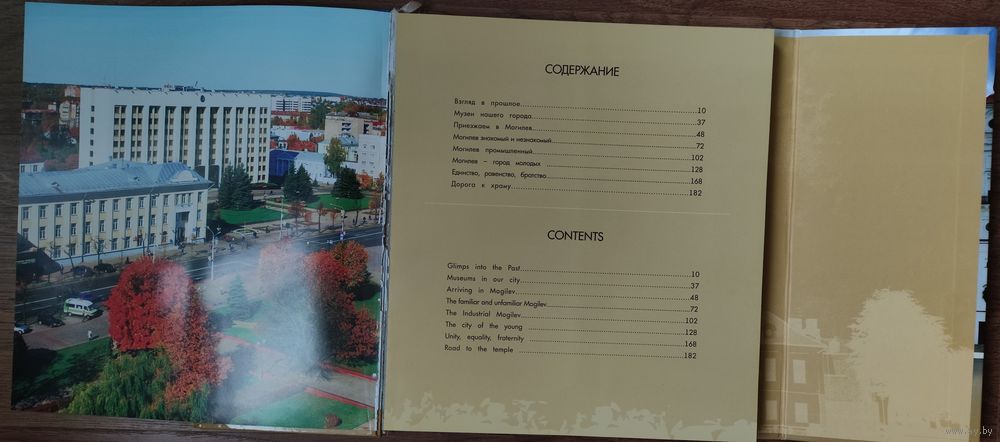 СОДЕРЖАНИЕ
Взгляд в прошлое....10
Музеи нашего города....37
Приезжаем в Могилев....48
Могилев знакомый и незнакомый....72
Могилев промышленный....102
Могилев – город молодых ....128
Единство, равенство, братство....168
Дорога к храму....182
CONTENTS
Glimps into the Past....10
Museums in our city....37
Arriving in Mogilev....48
The familiar and unfamiliar Mogilev....72
The Industrial Mogilev....102
The city of the young ....128
Unity, equality, fraternity ....168
Road to the temple ....182